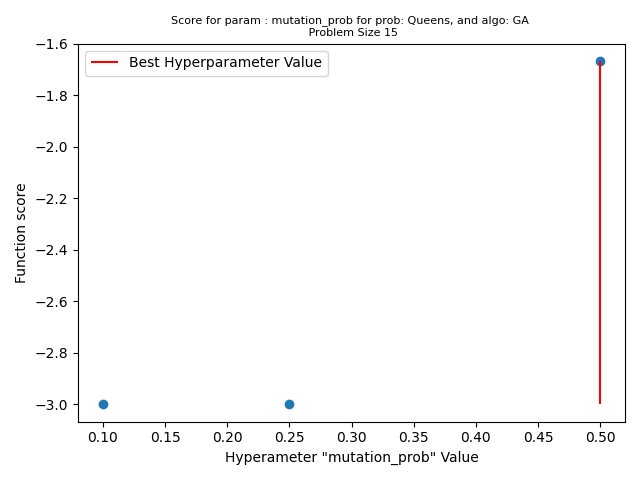 Score for param : mutation_prob for prob: Queens, and algo: GA
Problem Size 15
Best Hyperparameter Value
Function score
−1.6
−1.8
−2.0
−2.2
−2.4
−2.6
−2.8
−3.0
0.10 0.15 0.20 0.25 0.30 0.35 0.40 0.45 0.50
Hyperameter "mutation_prob" Value